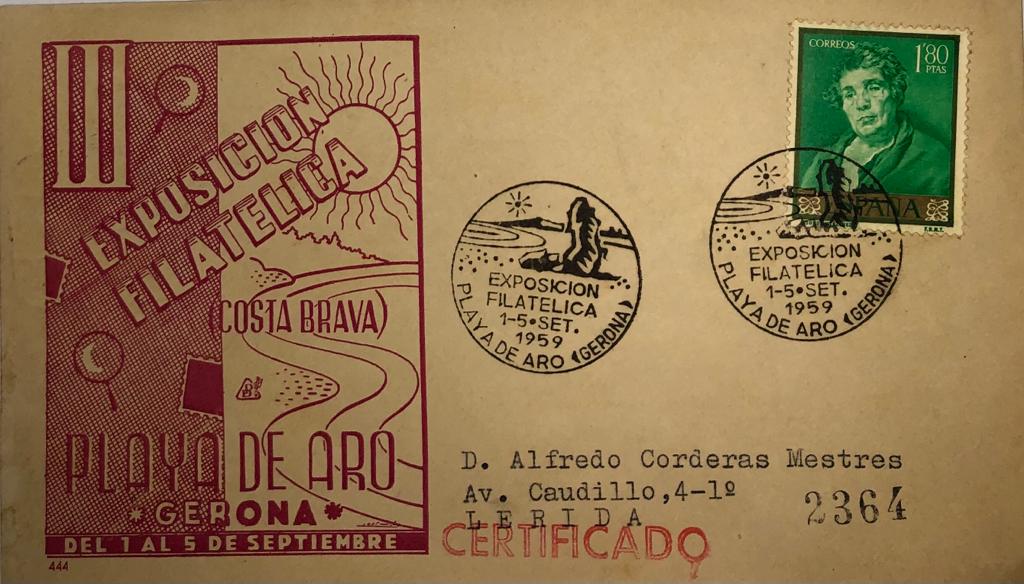 III
EXPOSICION
FILATELICA
(COSTA BRAVA)
PLAYA DE ARO
*GERONA*
DEL 1 AL 5 DE SEPTIEMBRE
444
EXPOSICION
FILATELICA
1-5•SET.
1959
PLAYA DE ARO (GERONA)
CORREOS
1'80
PTAS
ESPAÑA
F.N.M.T.
EXPOSICION
FILATELICA
1-5•SET.
1959
PLAYA DE ARO (GERONA)
D. Alfredo Corderas Mestres
Av. Caudillo,4-1º
LERIDA
2364
CERTIFICADO